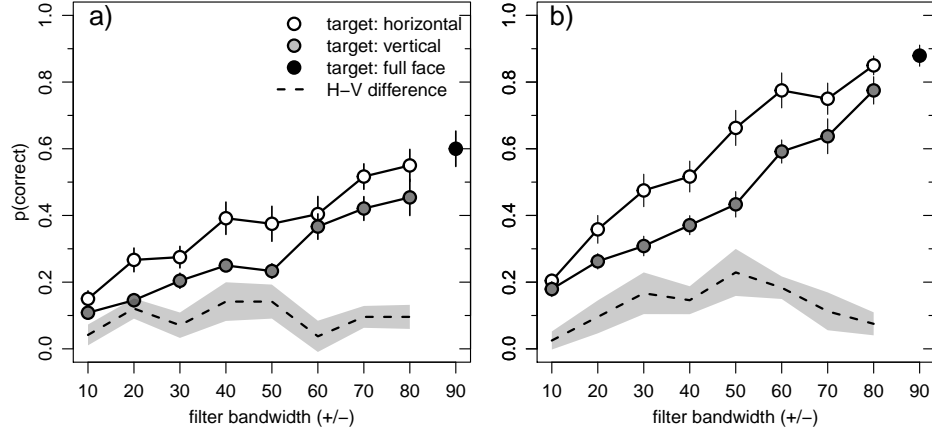 a)
target: horizontal
target: vertical
target: full face
H−V difference
p(correct)
1.0
0.8
0.6
0.4
0.2
0.0
10 20 30 40 50 60 70 80 90
filter bandwidth (+/−)
b)
1.0
0.8
0.6
0.4
0.2
0.0
10 20 30 40 50 60 70 80 90
filter bandwidth (+/−)